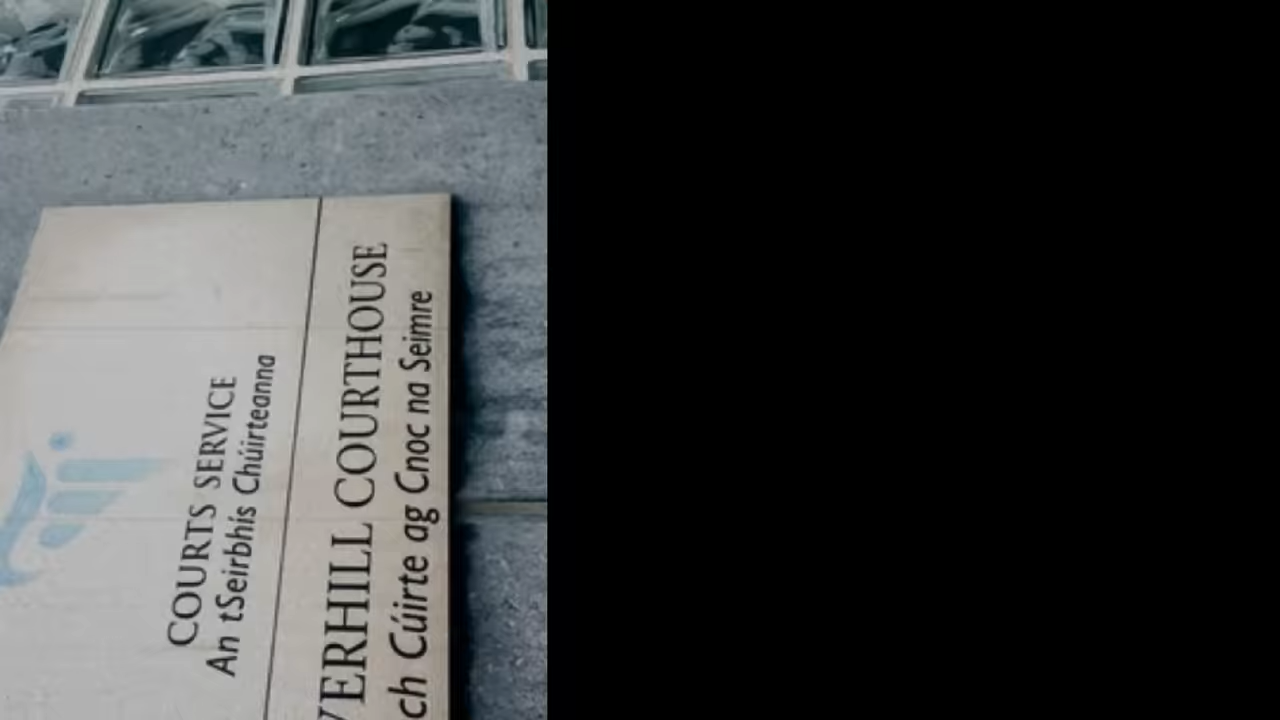 COURTS SERVICE
An tSeirbhís Chúirteanna
VERHILL COURTHOUSE
ch Cúirte ag Cnoc na Seimre